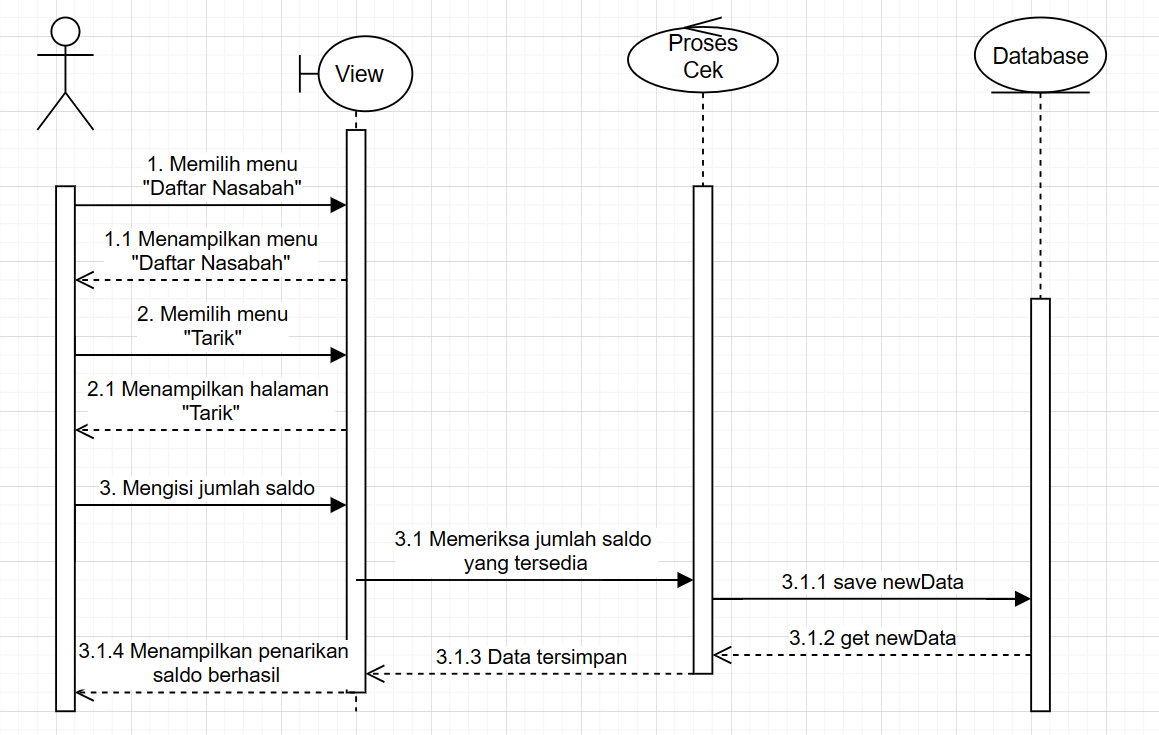 View
Proses
Cek
Database
1. Memilih menu
"Daftar Nasabah"
1.1 Menampilkan menu
"Daftar Nasabah"
2. Memilih menu
"Tarik"
2.1 Menampilkan halaman
"Tarik"
3. Mengisi jumlah saldo
3.1 Memeriksa jumlah saldo
yang tersedia
3.1.1 save newData
3.1.2 get newData
3.1.3 Data tersimpan
3.1.4 Menampilkan penarikan
saldo berhasil